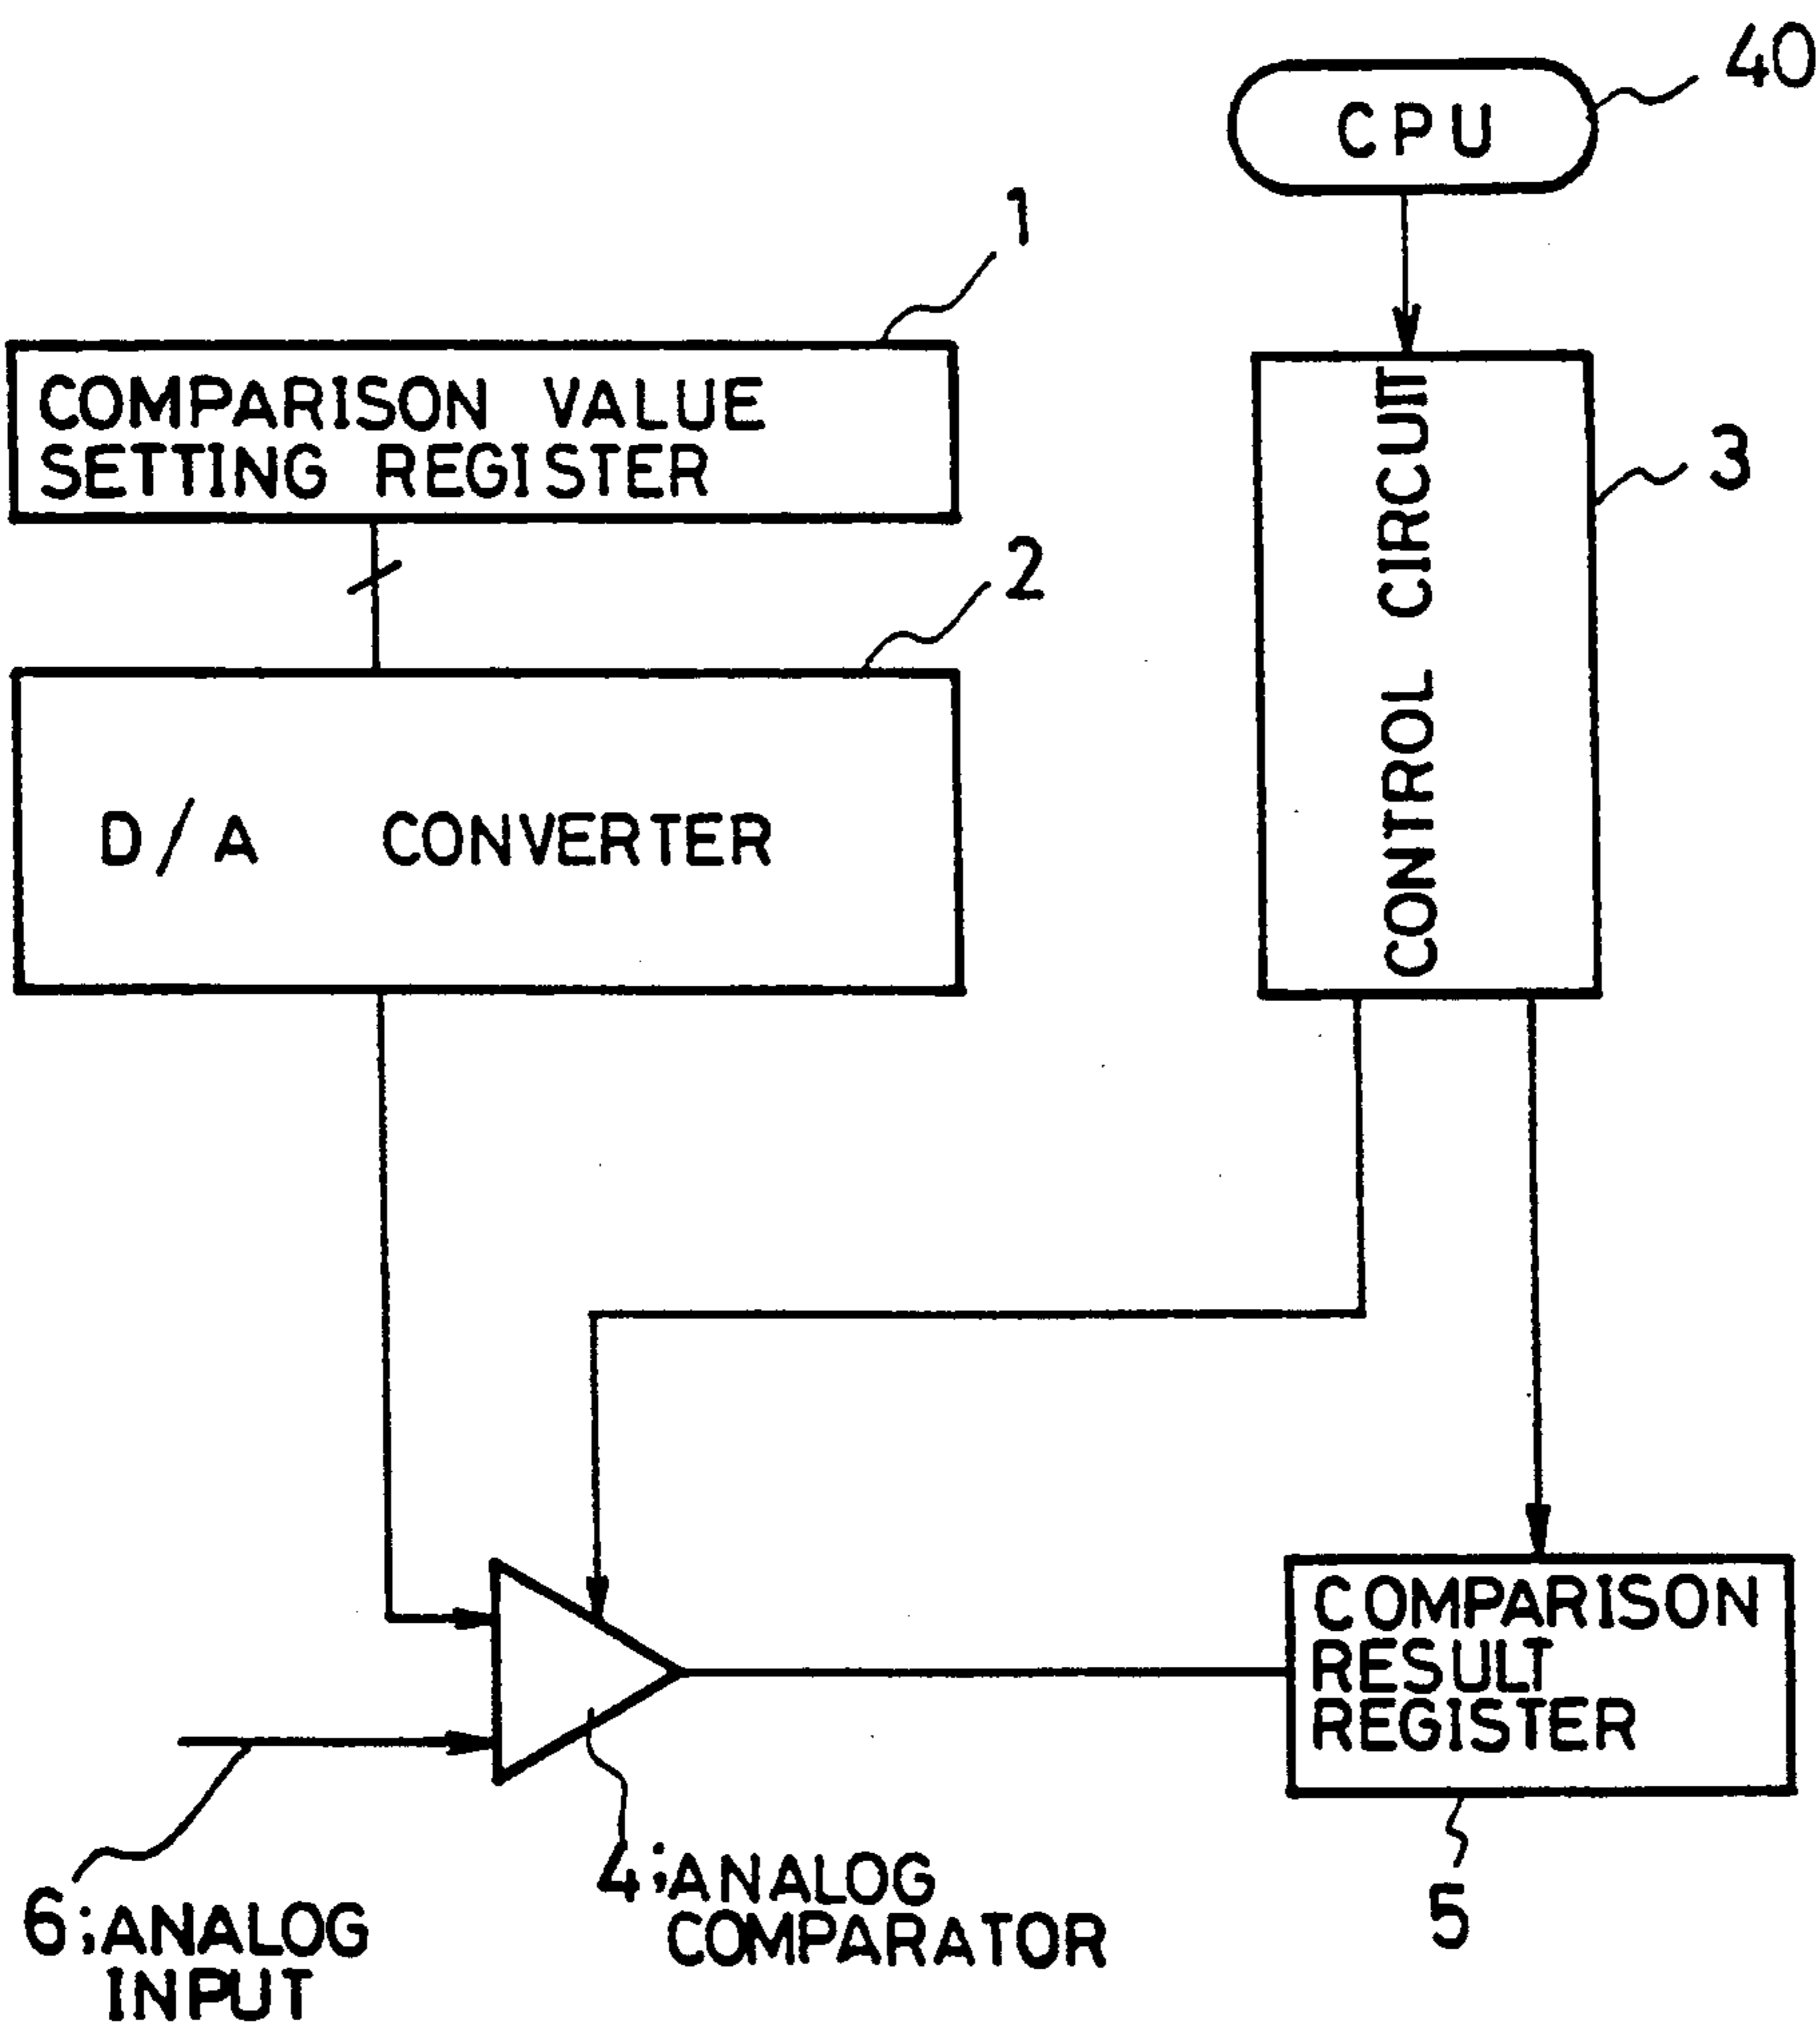 40
CPU
1
COMPARISON VALUE
SETTING REGISTER
2
D/A CONVERTER
CONTROL CIRCUIT
3
COMPARISON
RESULT
REGISTER
5
4;ANALOG
COMPARATOR
6;ANALOG
INPUT